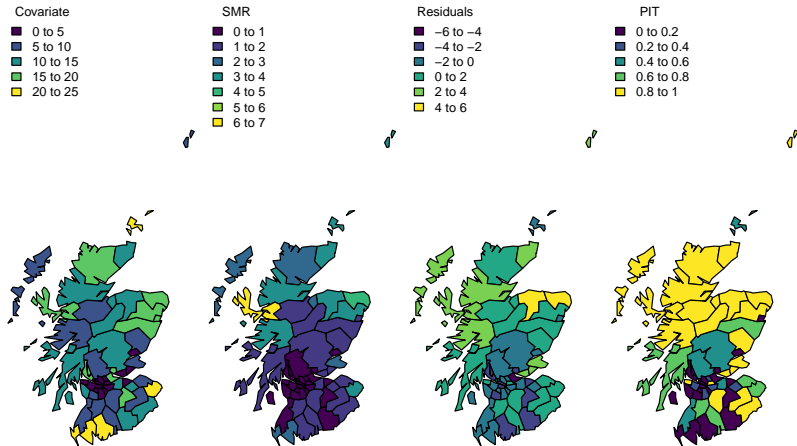 Covariate
0 to 5
5 to 10
10 to 15
15 to 20
20 to 25
SMR
0 to 1
1 to 2
2 to 3
3 to 4
4 to 5
5 to 6
6 to 7
Residuals
−6 to −4
−4 to −2
−2 to 0
0 to 2
2 to 4
4 to 6
PIT
0 to 0.2
0.2 to 0.4
0.4 to 0.6
0.6 to 0.8
0.8 to 1